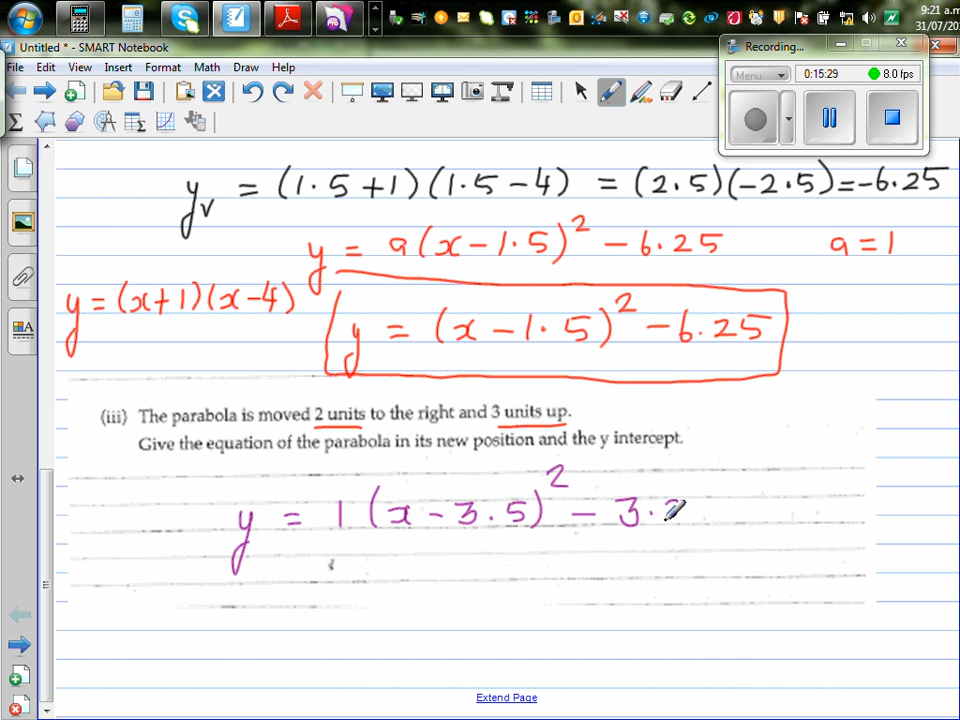 9:21 a.m
31/07/20
Untitled * - SMART Notebook
Recording...
File Edit View Insert Format Math Draw Help
Menu 0:15:29 8.0 fps
yv = (1.5+1)(1.5-4) = (2.5)(-2.5)=-6.25
y = a(x-1.5)² - 6.25 a = 1
y=(x+1)(x-4)
y = (x-1.5)² -6.25
(iii) The parabola is moved 2 units to the right and 3 units up.
Give the equation of the parabola in its new position and the y intercept.
y = 1(x-3.5)² - 3.
Extend Page